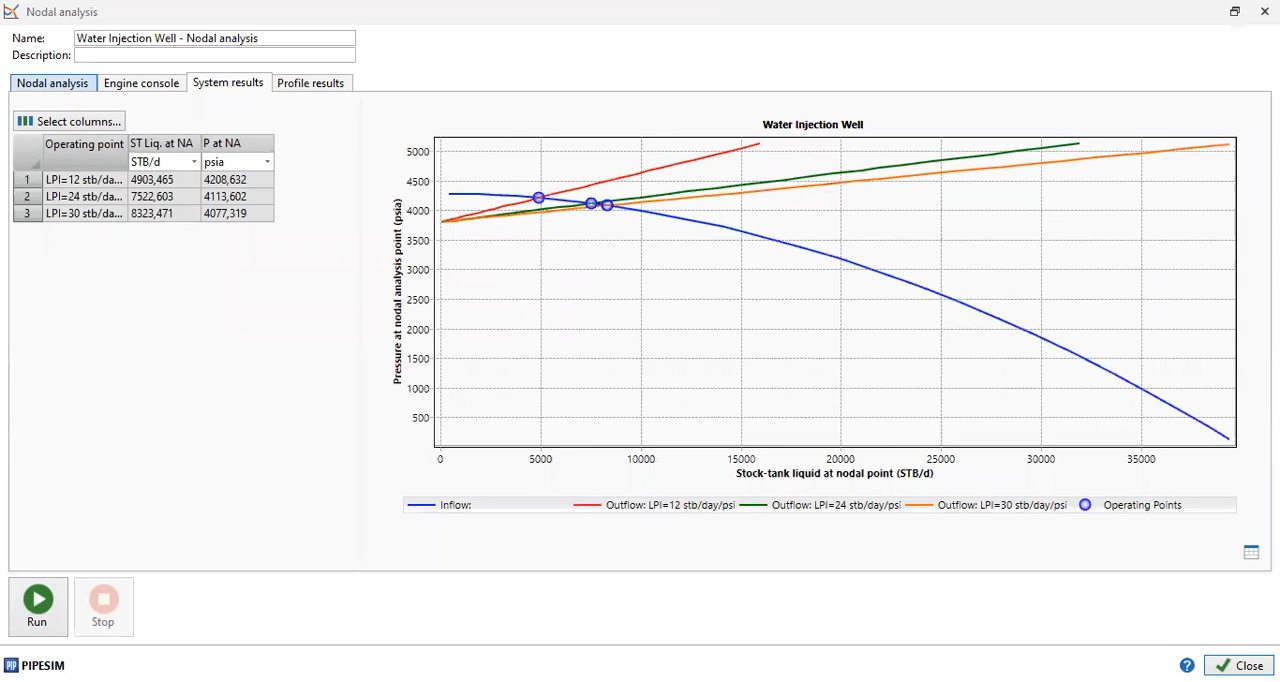 Nodal analysis
Name: Water Injection Well - Nodal analysis
Description:
Nodal analysis Engine console System results Profile results
Select columns...
Operating point ST Liq. at NA P at NA
STB/d psia
1 LPI=12 stb/da... 4903,465 4208,632
2 LPI=24 stb/da... 7522,603 4113,602
3 LPI=30 stb/da... 8323,471 4077,319
Water Injection Well
Pressure at nodal analysis point (psia)
5000
4500
4000
3500
3000
2500
2000
1500
1000
500
0 5000 10000 15000 20000 25000 30000 35000
Stock-tank liquid at nodal point (STB/d)
Inflow: Outflow: LPI=12 stb/day/psi Outflow: LPI=24 stb/day/psi Outflow: LPI=30 stb/day/psi Operating Points
Run Stop
PIP PIPESIM ? Close